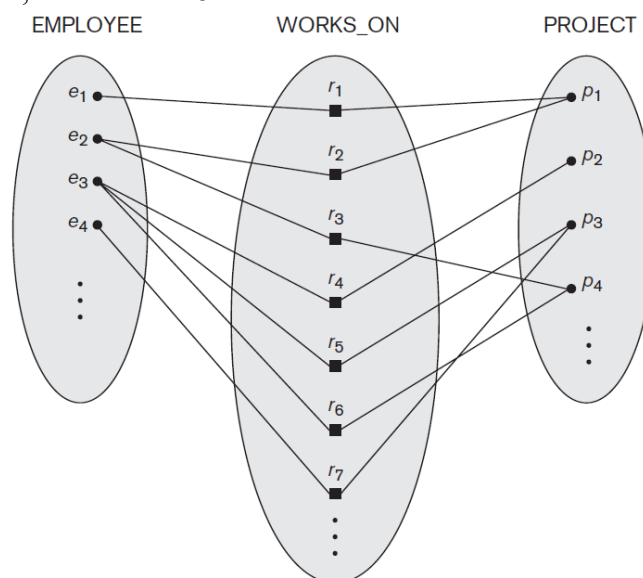 EMPLOYEE WORKS_ON PROJECT
e1
e2
e3
e4
r1
r2
r3
r4
r5
r6
r7
p1
p2
p3
p4